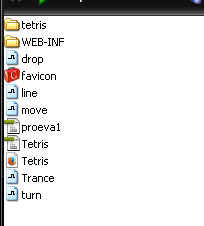 tetris
WEB-INF
drop
favicon
line
move
proeva1
Tetris
Tetris
Trance
turn